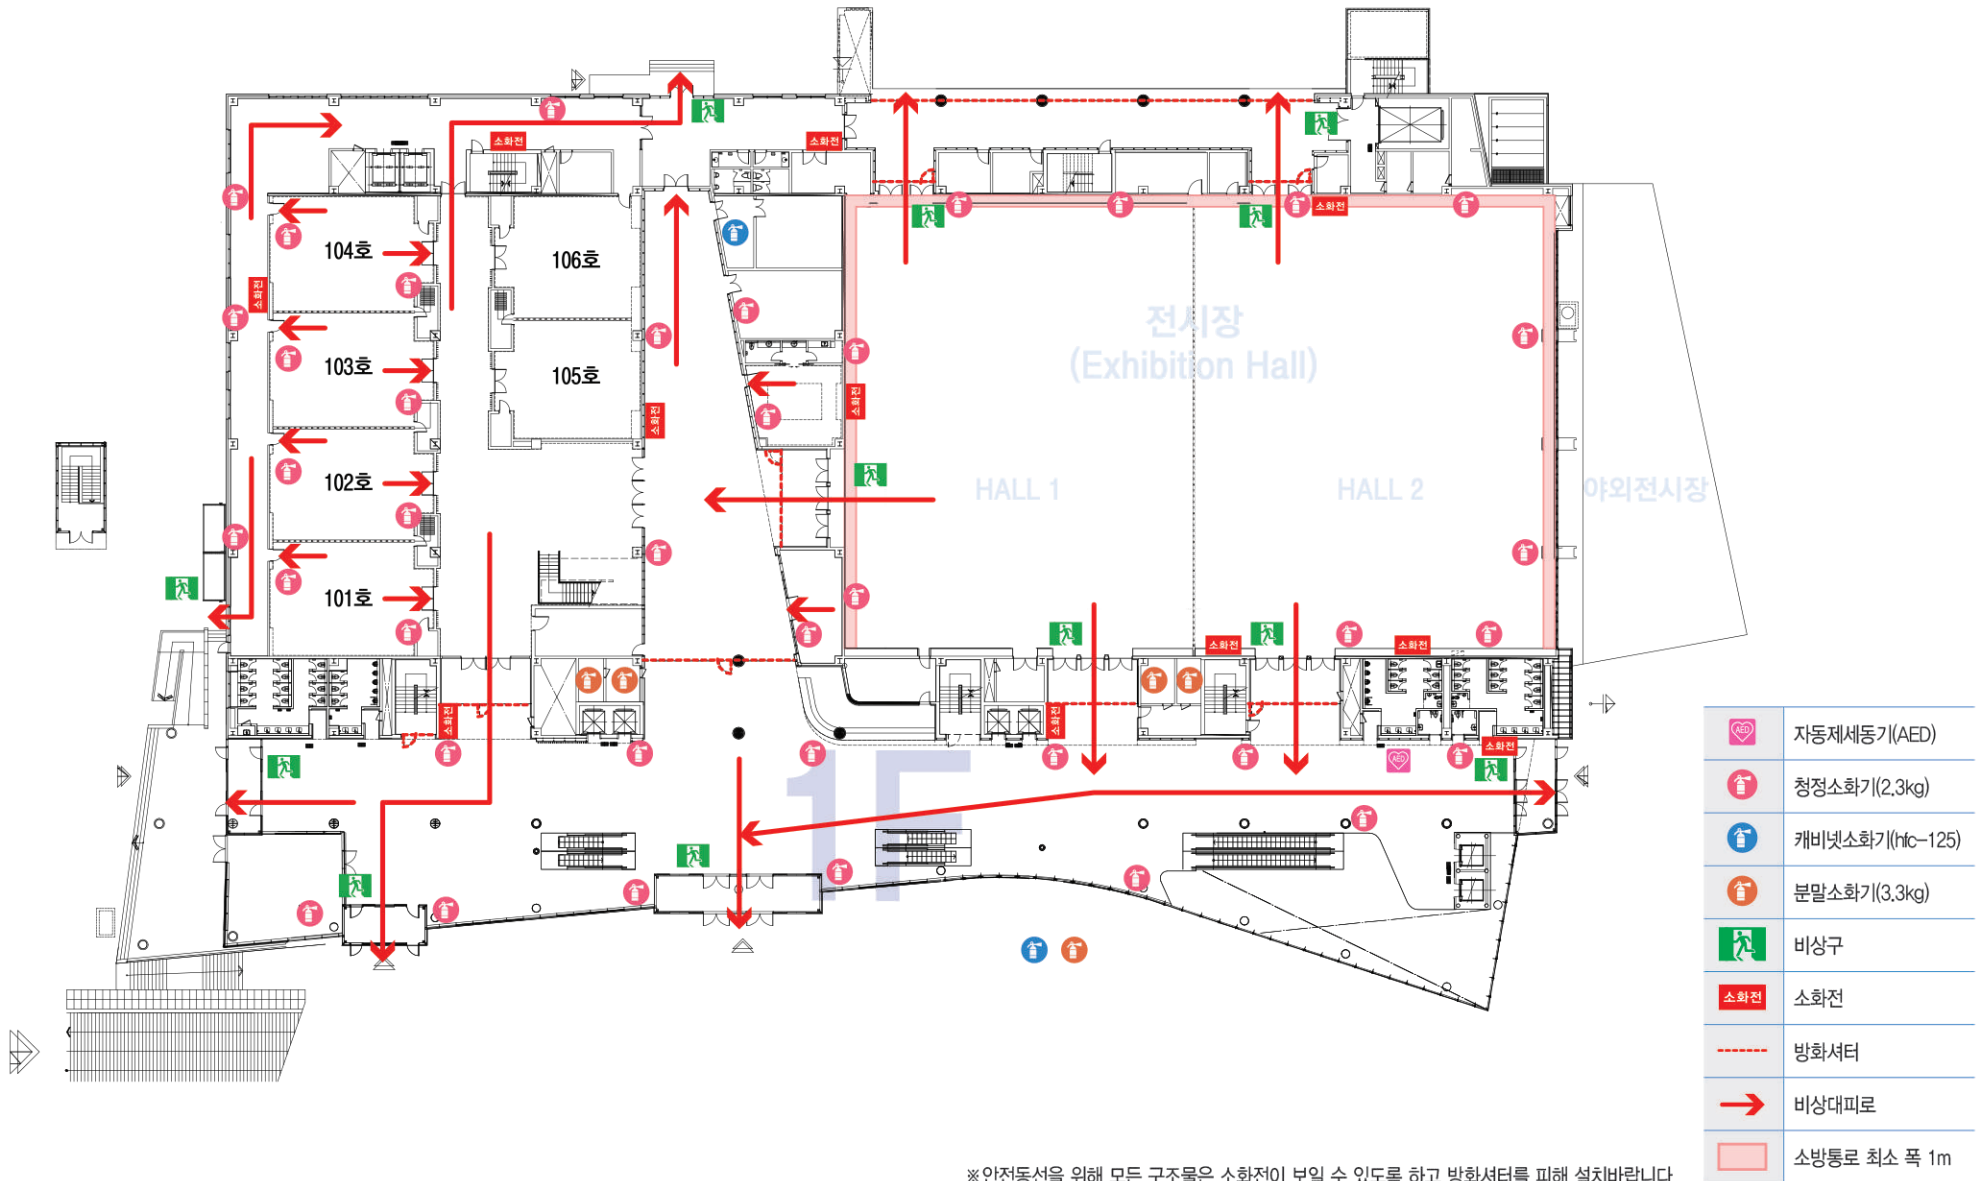 소화전
소화전
소화전
104호
106호
소화전
전시장
(Exhibition Hall)
103호
105호
소화전
소화전
102호
HALL 1
HALL 2
야외전시장
101호
소화전
소화전
소화전
소화전
소화전
AED
1F
AED 자동제세동기(AED)
청정소화기(2.3kg)
캐비넷소화기(hfc-125)
분말소화기(3.3kg)
비상구
소화전 소화전
방화셔터
비상대피로
소방통로 최소 폭 1m
※안전동선을 위해 모든 구조물은 소화전이 보일 수 있도록 하고 방화셔터를 피해 설치바랍니다